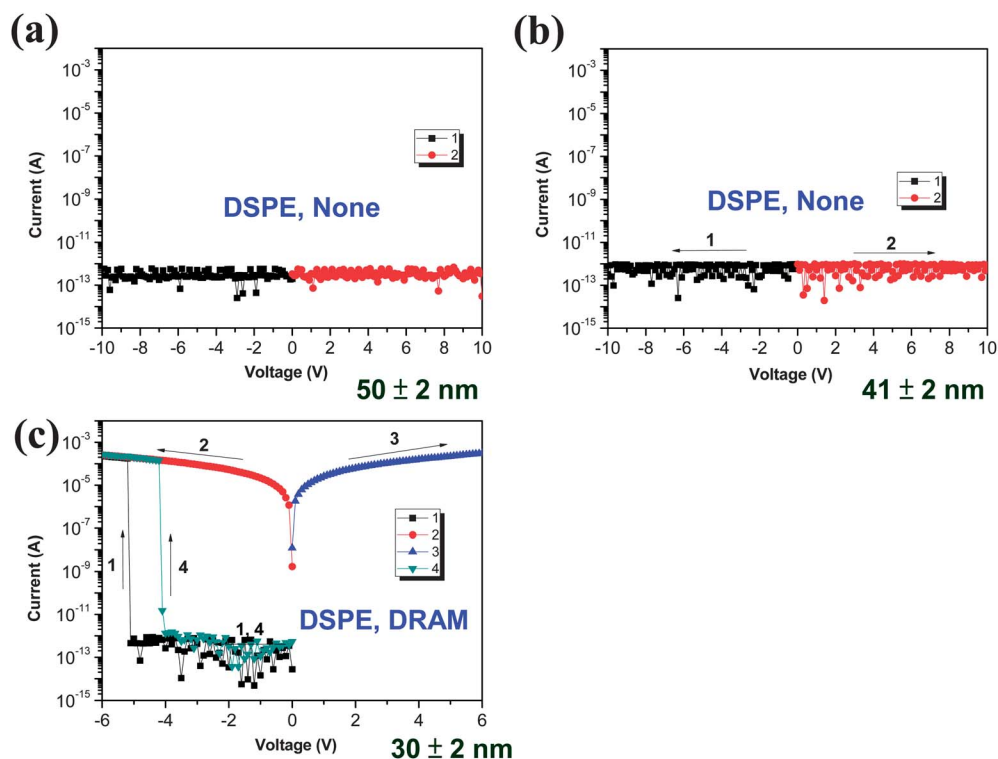 (a)
10^-3
10^-5
10^-7
10^-9
10^-11
10^-13
10^-15
Current (A)
1
2
DSPE, None
-10 -8 -6 -4 -2 0 2 4 6 8 10
Voltage (V)
50 ± 2 nm
(b)
10^-3
10^-5
10^-7
10^-9
10^-11
10^-13
10^-15
Current (A)
1
2
DSPE, None
1
2
-10 -8 -6 -4 -2 0 2 4 6 8 10
Voltage (V)
41 ± 2 nm
(c)
10^-3
10^-5
10^-7
10^-9
10^-11
10^-13
10^-15
Current (A)
2
3
1
4
1
2
3
4
1, 4
DSPE, DRAM
-6 -4 -2 0 2 4 6
Voltage (V)
30 ± 2 nm